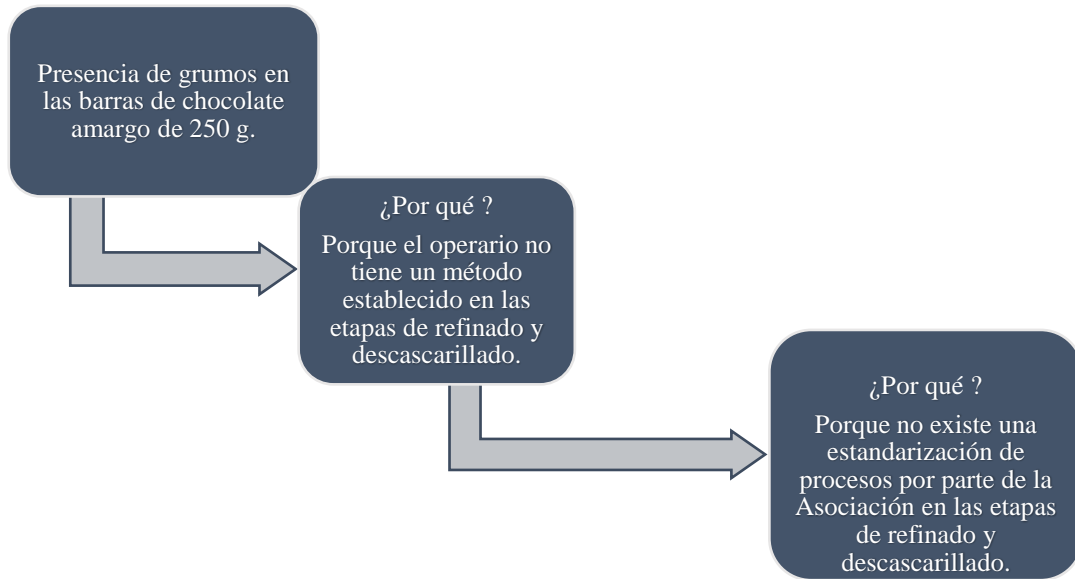 Presencia de grumos en
las barras de chocolate
amargo de 250 g.
¿Por qué ?
Porque el operario no
tiene un método
establecido en las
etapas de refinado y
descascarillado.
¿Por qué ?
Porque no existe una
estandarización de
procesos por parte de la
Asociación en las etapas
de refinado y
descascarillado.